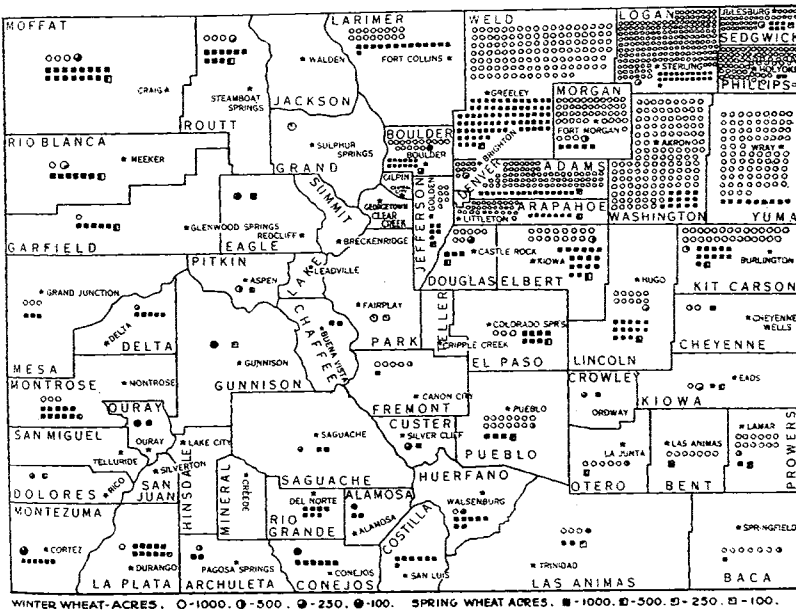 MOFFAT
LARIMER
WELD
LOGAN
JULESBURG
SEDGWICK
WALDEN
FORT COLLINS
STERLING
HOLYOKE
PHILLIPS
CRAIG
STEAMBOAT SPRINGS
JACKSON
GREELEY
MORGAN
ROUTT
RIO BLANCA
MEEKER
SULPHUR SPRINGS
BOULDER
BOULDER
FORT MORGAN
AKRON
WRAY
GRAND
GILPIN
BRIGHTON
ADAMS
DENVER
GOLDEN
SUMMIT
GEORGETOWN
CLEAR CREEK
JEFFERSON
LITTLETON
ARAPAHOE
WASHINGTON
YUMA
GARFIELD
GLENWOOD SPRINGS
EAGLE
REDCLIFF
BRECKENRIDGE
CASTLE ROCK
KIOWA
BURLINGTON
PITKIN
ASPEN
LAKE
LEADVILLE
DOUGLAS
ELBERT
HUGO
KIT CARSON
GRAND JUNCTION
FAIRPLAY
PARK
TELLER
COLORADO SPR'S
CRIPPLE CREEK
EL PASO
LINCOLN
CHEYENNE WELLS
CHEYENNE
DELTA
DELTA
MESA
CHAFFEE
BUENA VISTA
GUNNISON
GUNNISON
MONTROSE
MONTROSE
CANON CITY
FREMONT
CROWLEY
ORDWAY
EADS
KIOWA
OURAY
OURAY
SAN MIGUEL
LAKE CITY
SAGUACHE
CUSTER
SILVER CLIFF
PUEBLO
PUEBLO
LA JUNTA
LAS ANIMAS
LAMAR
PROWERS
TELLURIDE
SILVERTON
SAGUACHE
HUERFANO
OTERO
BENT
DOLORES
RICO
SAN JUAN
HINSDALE
MINERAL
CREEDE
DEL NORTE
ALAMOSA
WALSENBURG
MONTEZUMA
RIO GRANDE
ALAMOSA
COSTILLA
SPRINGFIELD
CORTEZ
DURANGO
PAGOSA SPRINGS
CONEJOS
SAN LUIS
TRINIDAD
LA PLATA
ARCHULETA
CONEJOS
LAS ANIMAS
BACA
WINTER WHEAT-ACRES. -1000. -500. -250. -100. SPRING WHEAT ACRES. -1000. -500. -250. -100.